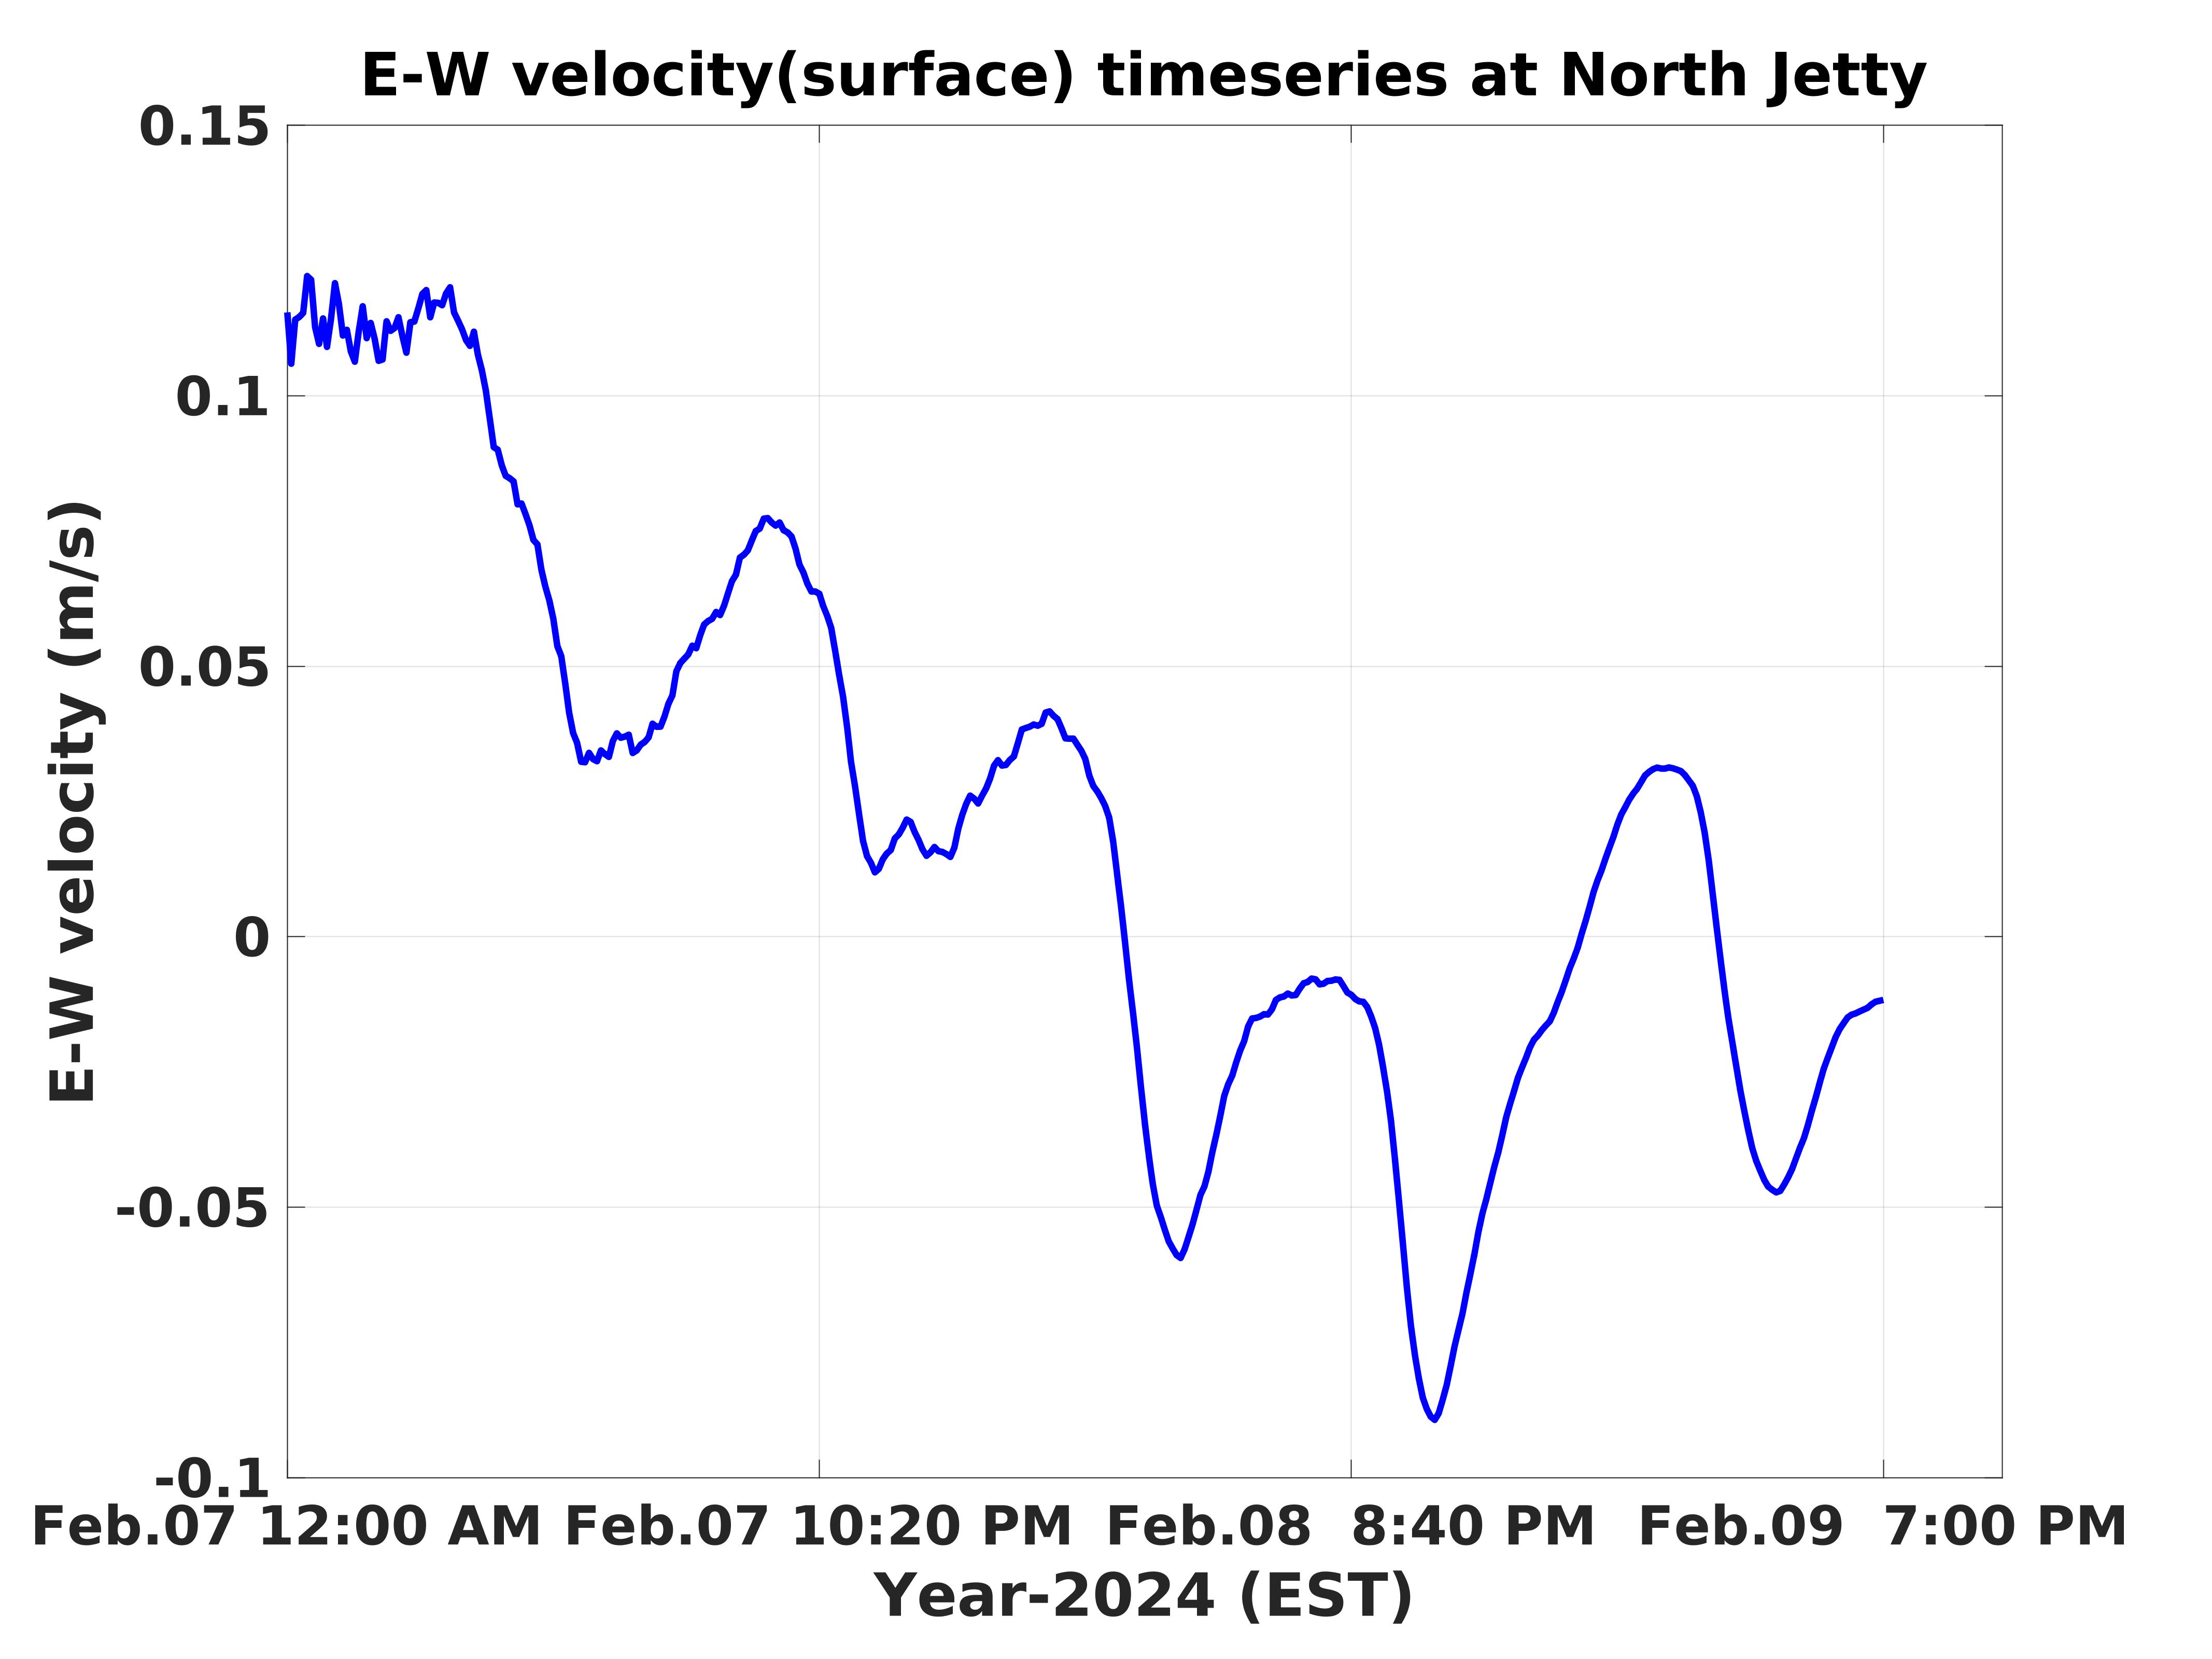 E-W velocity(surface) timeseries at North Jetty
0.15
0.1
0.05
0
-0.05
-0.1
E-W velocity (m/s)
Feb.07 12:00 AM Feb.07 10:20 PM Feb.08 8:40 PM Feb.09 7:00 PM
Year-2024 (EST)